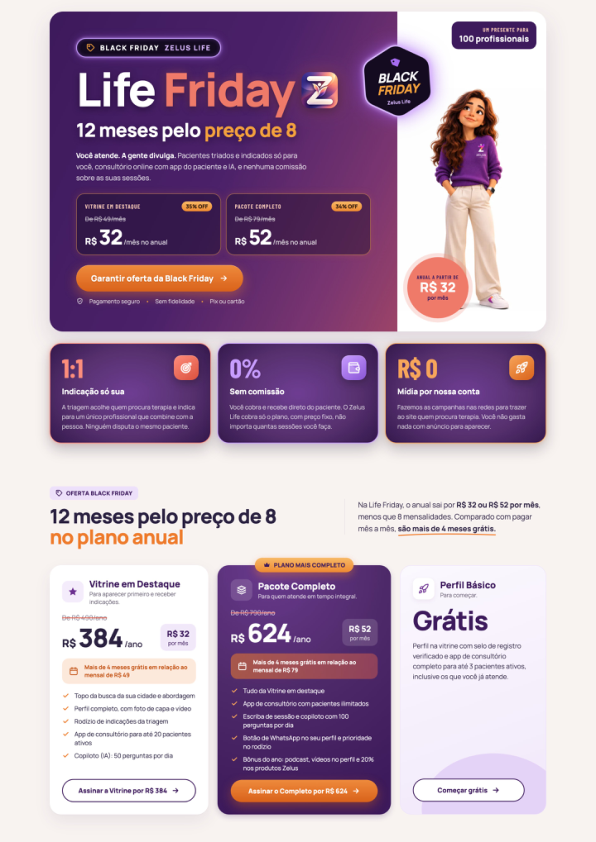 BLACK FRIDAY ZELUS LIFE
Life Friday
12 meses pelo preço de 8
Você atende. A gente divulga. Pacientes triados e indicados só para
você, consultório online com app do paciente e IA, e nenhuma comissão
sobre as suas sessões.
VITRINE EM DESTAQUE
35% OFF
De R$ 49/mês
R$ 32 /mês no anual
PACOTE COMPLETO
34% OFF
De R$ 79/mês
R$ 52 /mês no anual
Garantir oferta da Black Friday →
Pagamento seguro • Sem fidelidade • Pix ou cartão
UM PRESENTE PARA
100 profissionais
BLACK
FRIDAY
Zelus Life
ANUAL A PARTIR DE
R$ 32
por mês
1:1
Indicação só sua
A triagem acolhe quem procura terapia e indica
para um único profissional que combine com a
pessoa. Ninguém disputa o mesmo paciente.
0%
Sem comissão
Você cobra e recebe direto do paciente. O Zelus
Life cobra só o plano, com preço fixo, não
importa quantas sessões você faça.
R$ 0
Mídia por nossa conta
Fazemos as campanhas nas redes para trazer
ao site quem procura terapia. Você não gasta
nada com anúncio para aparecer.
OFERTA BLACK FRIDAY
12 meses pelo preço de 8
no plano anual
Na Life Friday, o anual sai por R$ 32 ou R$ 52 por mês,
menos que 8 mensalidades. Comparado com pagar
mês a mês, são mais de 4 meses grátis.
Vitrine em Destaque
Para aparecer primeiro e receber
indicações.
De R$ 490/ano
R$ 384 /ano
R$ 32
por mês
Mais de 4 meses grátis em relação ao
mensal de R$ 49
Topo da busca da sua cidade e abordagem
Perfil completo, com foto de capa e vídeo
Rodízio de indicações da triagem
App de consultório para até 20 pacientes
ativos
Copiloto (IA): 50 perguntas por dia
Assinar a Vitrine por R$ 384 →
PLANO MAIS COMPLETO
Pacote Completo
Para quem atende em tempo integral.
De R$ 790/ano
R$ 624 /ano
R$ 52
por mês
Mais de 4 meses grátis em relação ao
mensal de R$ 79
Tudo da Vitrine em destaque
App de consultório com pacientes ilimitados
Escriba de sessão e copiloto com 100
perguntas por dia
Botão de WhatsApp no seu perfil e prioridade
no rodízio
Bônus do ano: podcast, vídeos no perfil e 20%
nos produtos Zelus
Assinar o Completo por R$ 624 →
Perfil Básico
Para começar.
Grátis
Perfil na vitrine com selo de registro
verificado e app de consultório
completo para até 3 pacientes ativos,
inclusive os que você já atende.
Começar grátis →